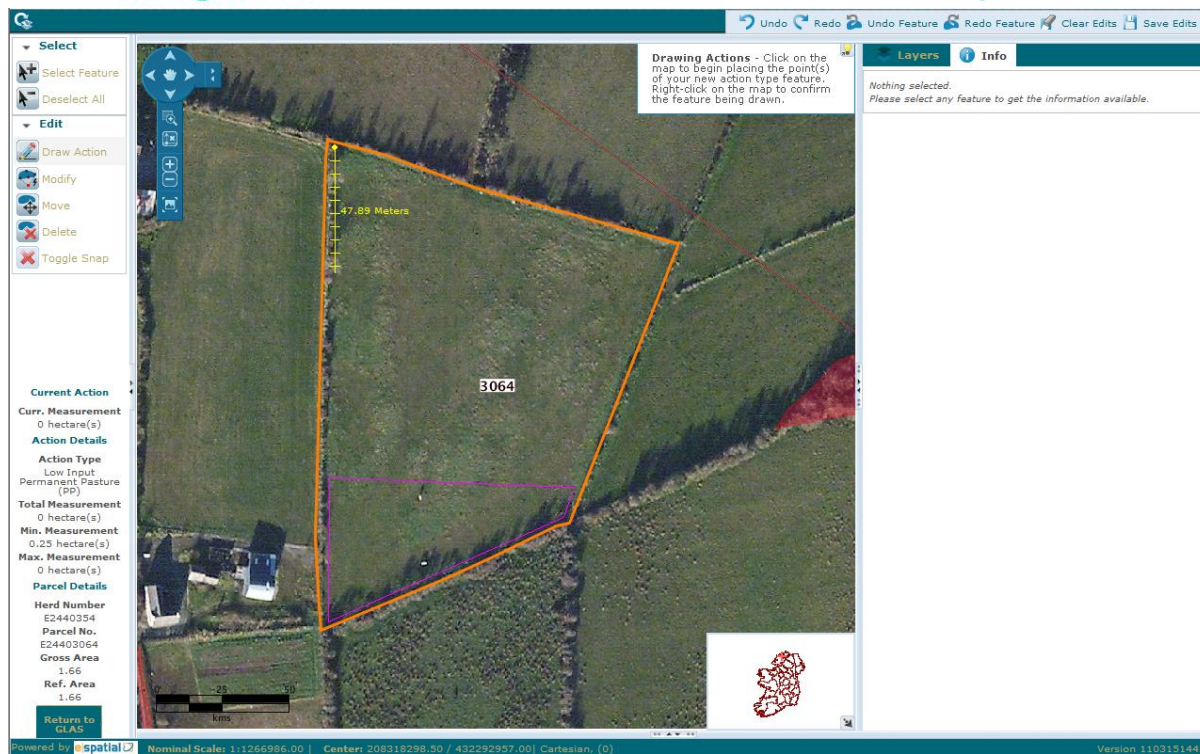 Undo Redo Undo Feature Redo Feature Clear Edits Save Edits
Select
Select Feature
Deselect All
Edit
Draw Action
Modify
Move
Delete
Toggle Snap
Current Action
Curr. Measurement
0 hectare(s)
Action Details
Action Type
Low Input
Permanent Pasture
(PP)
Total Measurement
0 hectare(s)
Min. Measurement
0.25 hectare(s)
Max. Measurement
0 hectare(s)
Parcel Details
Herd Number
E2440354
Parcel No.
E24403064
Gross Area
1.66
Ref. Area
1.66
Return to
GLAS
Drawing Actions - Click on the
map to begin placing the point(s)
of your new action type feature.
Right-click on the map to confirm
the feature being drawn.
47.89 Meters
3064
0 25 50
kms
Layers Info
Nothing selected.
Please select any feature to get the information available.
Powered by espatial Nominal Scale: 1:1266986.00 | Center: 208318298.50 / 432292957.00| Cartesian, (0) Version 110315144